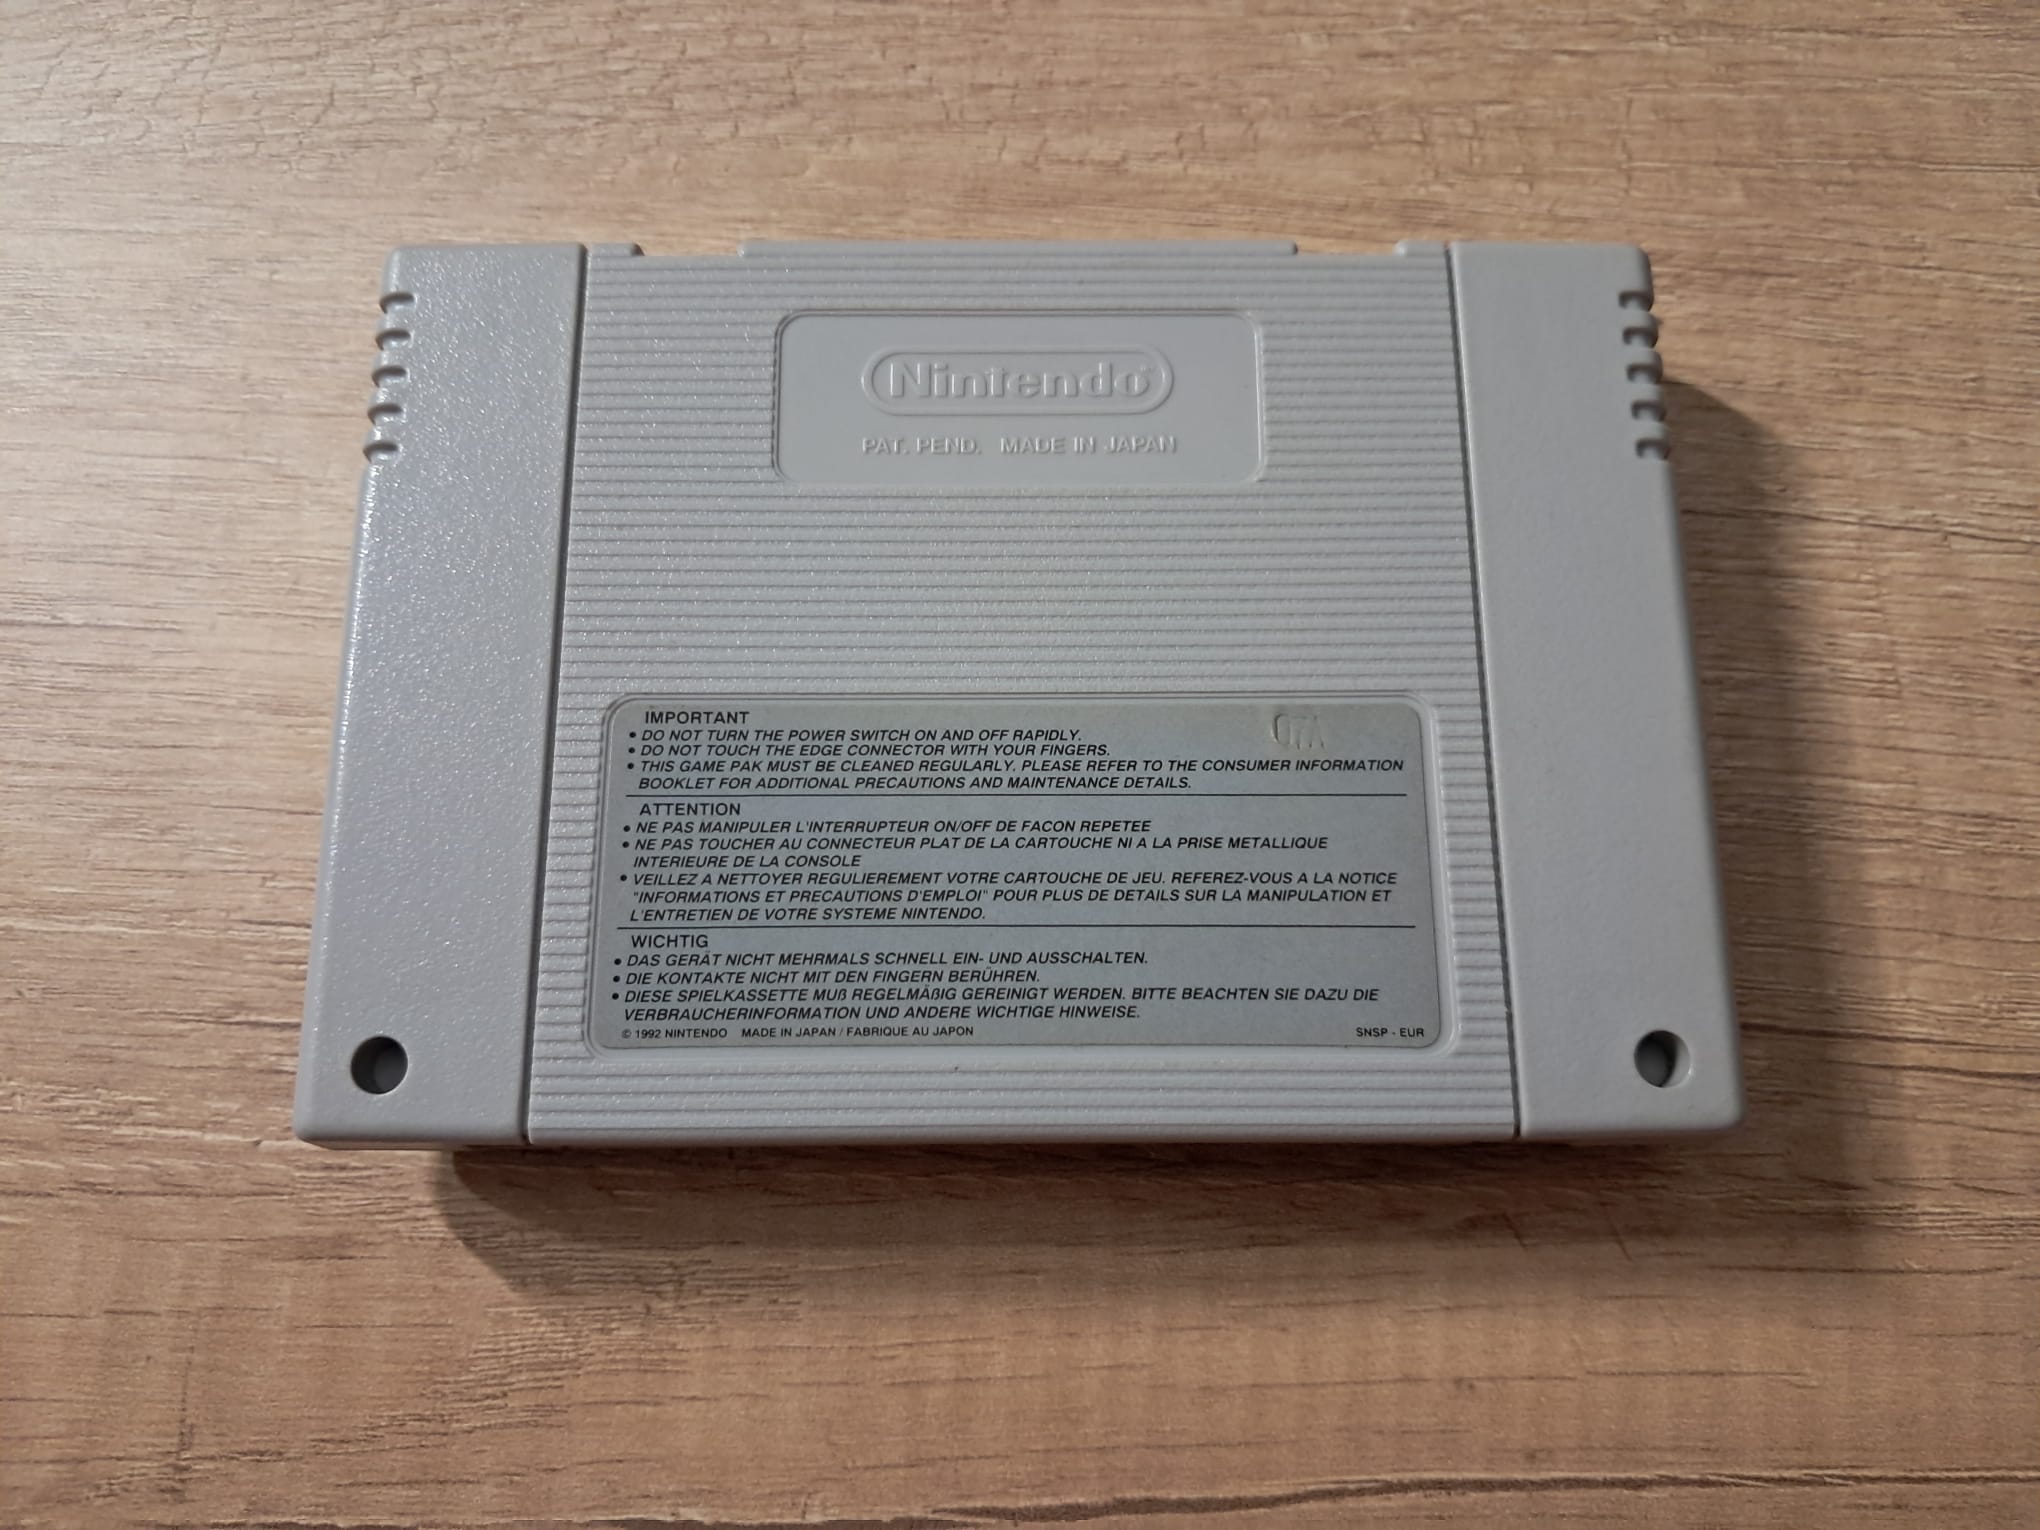 Nintendo
PAT. PEND. MADE IN JAPAN
07A
IMPORTANT
• DO NOT TURN THE POWER SWITCH ON AND OFF RAPIDLY.
• DO NOT TOUCH THE EDGE CONNECTOR WITH YOUR FINGERS.
• THIS GAME PAK MUST BE CLEANED REGULARLY. PLEASE REFER TO THE CONSUMER INFORMATION
BOOKLET FOR ADDITIONAL PRECAUTIONS AND MAINTENANCE DETAILS.
ATTENTION
• NE PAS MANIPULER L'INTERRUPTEUR ON/OFF DE FACON REPETEE
• NE PAS TOUCHER AU CONNECTEUR PLAT DE LA CARTOUCHE NI A LA PRISE METALLIQUE
INTERIEURE DE LA CONSOLE
• VEILLEZ A NETTOYER REGULIEREMENT VOTRE CARTOUCHE DE JEU. REFEREZ-VOUS A LA NOTICE
"INFORMATIONS ET PRECAUTIONS D'EMPLOI" POUR PLUS DE DETAILS SUR LA MANIPULATION ET
L'ENTRETIEN DE VOTRE SYSTEME NINTENDO.
WICHTIG
• DAS GERÄT NICHT MEHRMALS SCHNELL EIN- UND AUSSCHALTEN.
• DIE KONTAKTE NICHT MIT DEN FINGERN BERÜHREN.
• DIESE SPIELKASSETTE MUß REGELMÄßIG GEREINIGT WERDEN. BITTE BEACHTEN SIE DAZU DIE
VERBRAUCHERINFORMATION UND ANDERE WICHTIGE HINWEISE.
© 1992 NINTENDO MADE IN JAPAN / FABRIQUE AU JAPON SNSP - EUR